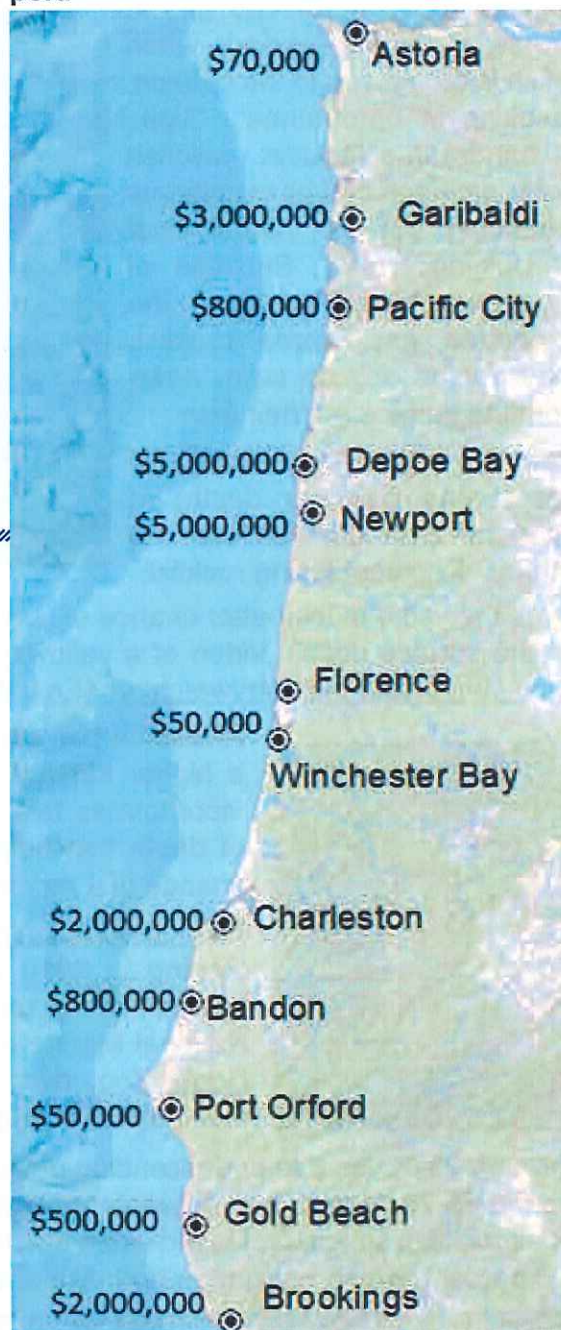 $70,000 Astoria
$3,000,000 Garibaldi
$800,000 Pacific City
$5,000,000 Depoe Bay
$5,000,000 Newport
Florence
$50,000
Winchester Bay
$2,000,000 Charleston
$800,000 Bandon
$50,000 Port Orford
$500,000 Gold Beach
$2,000,000 Brookings